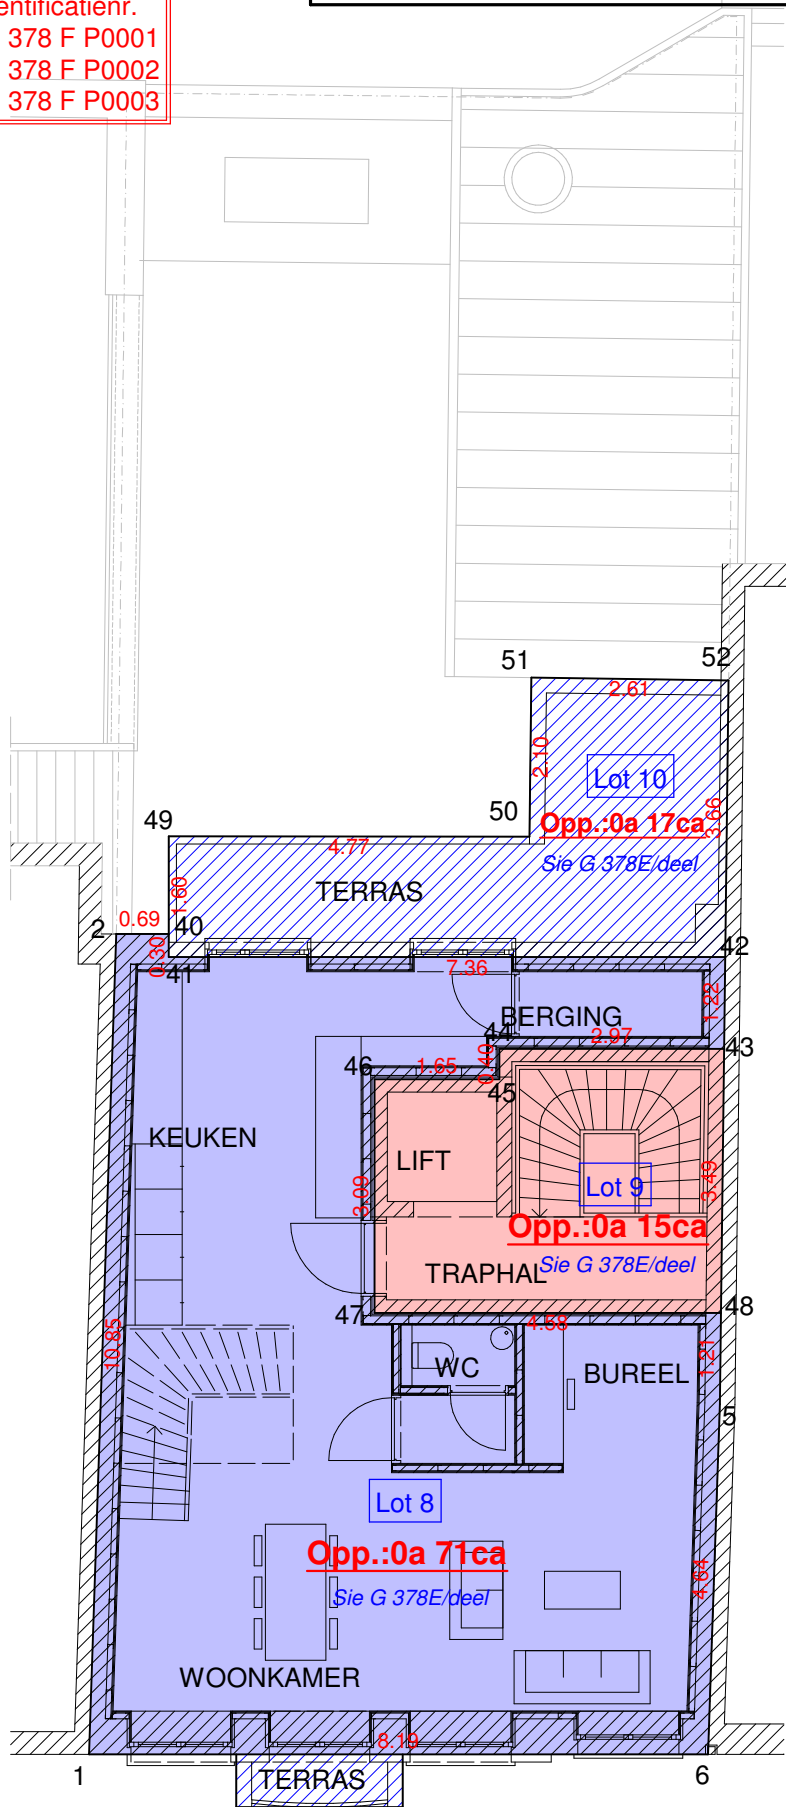 entificatienr.
378 F P0001
378 F P0002
378 F P0003
51
52
2.61
2.10
Lot 10
3.66
49
50
Opp.:0a 17ca
4.77
Sie G 378E/deel
1.60
TERRAS
0.69
2
40
0.30
41
7.36
42
1.22
BERGING
44
2.97
43
0.40
46
1.65
45
KEUKEN
LIFT
3.09
Lot 9
3.49
Opp.:0a 15ca
Sie G 378E/deel
TRAPHAL
47
4.58
48
10.85
WC
BUREEL
1.21
5
Lot 8
Opp.:0a 71ca
Sie G 378E/deel
4.64
WOONKAMER
8.19
1
TERRAS
6